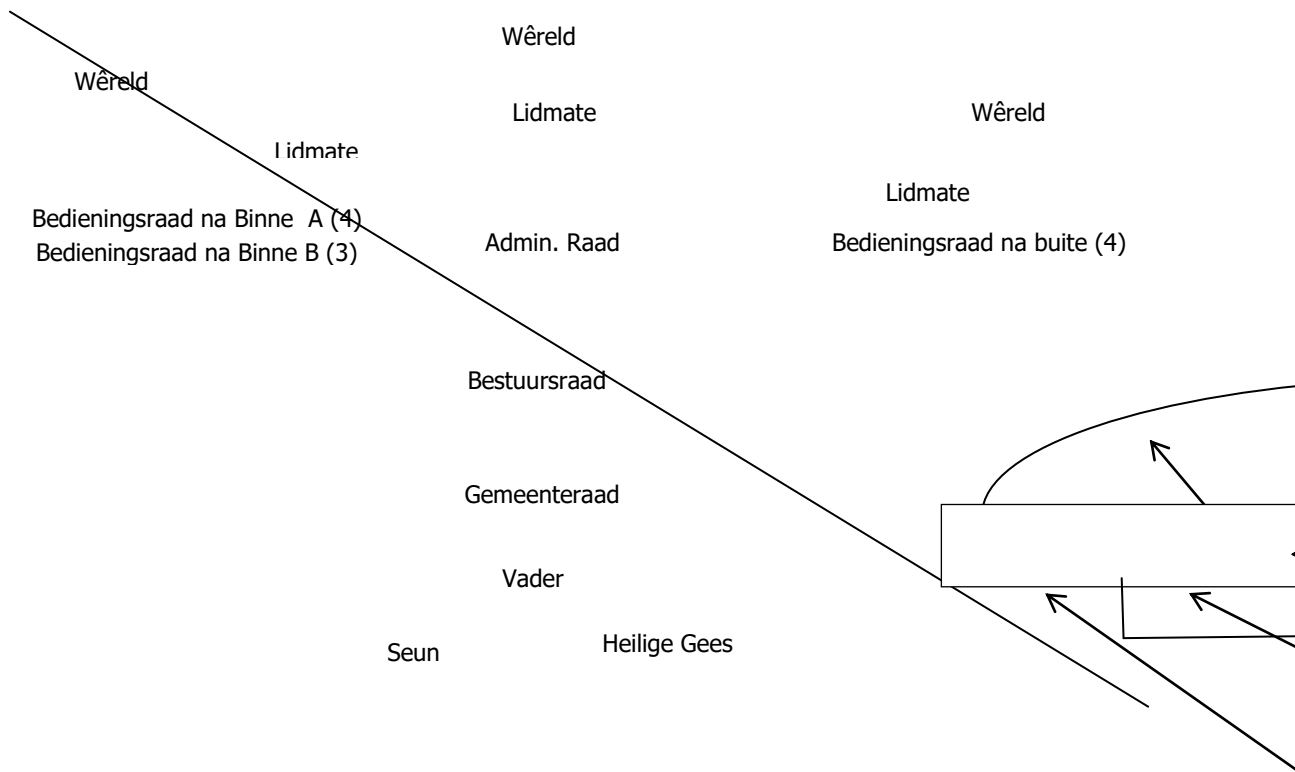 Wêreld
Wêreld
Lidmate
Wêreld
Lidmate
Lidmate
Bedieningsraad na Binne  A (4)
Bedieningsraad na Binne B (3)
Admin. Raad
Bedieningsraad na buite (4)
Bestuursraad
Gemeenteraad
Vader
Seun
Heilige Gees